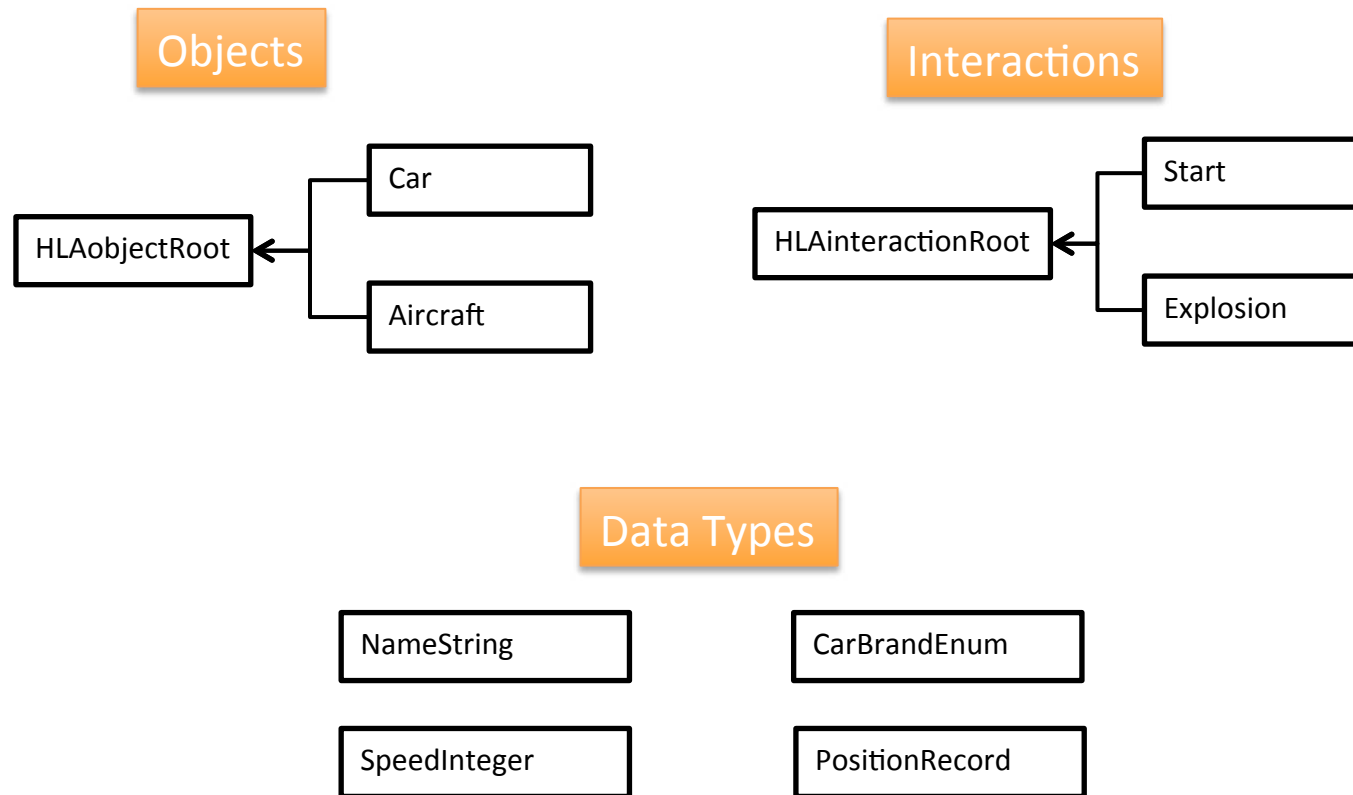 Objects
Interactions
Car
Start
HLAobjectRoot
HLAinteractionRoot
Aircraft
Explosion
Data Types
NameString
CarBrandEnum
SpeedInteger
PositionRecord